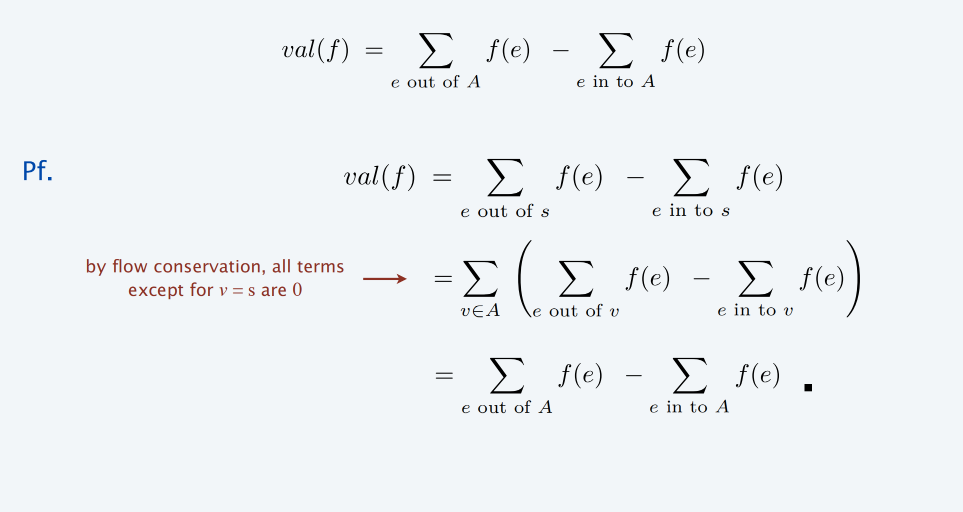 val(f) = ∑_{e out of A} f(e) − ∑_{e in to A} f(e)
Pf.
val(f) = ∑_{e out of s} f(e) − ∑_{e in to s} f(e)
by flow conservation, all terms
except for v = s are 0
= ∑_{v∈A} ( ∑_{e out of v} f(e) − ∑_{e in to v} f(e) )
= ∑_{e out of A} f(e) − ∑_{e in to A} f(e) ▪